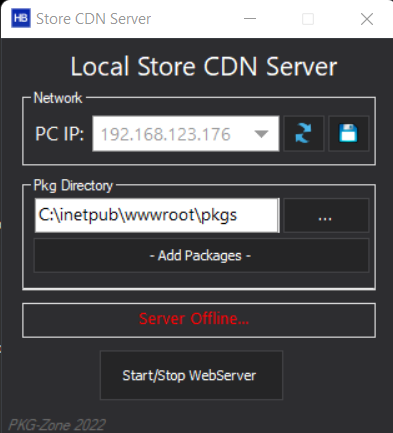 HB Store CDN Server
Local Store CDN Server
Network
PC IP: 192.168.123.176
Pkg Directory
C:\inetpub\wwwroot\pkgs ...
- Add Packages -
Server Offline...
Start/Stop WebServer
PKG-Zone 2022